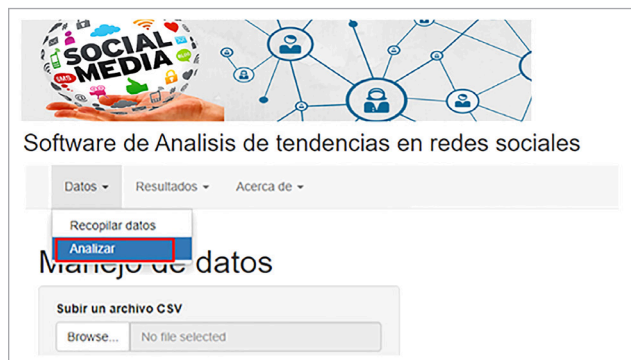 SOCIAL
MEDIA
SMS
Software de Analisis de tendencias en redes sociales
Datos
Resultados
Acerca de
Recopilar datos
Analizar
Manejo de datos
Subir un archivo CSV
Browse...
No file selected